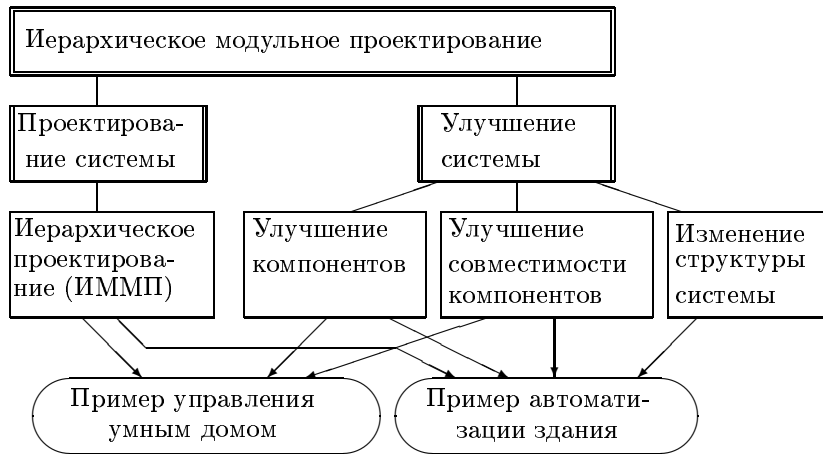 Иерархическое модульное проектирование
Проектирова-
ние системы
Улучшение
системы
Иерархическое
проектирова-
ние (ИММП)
Улучшение
компонентов
Улучшение
совместимости
компонентов
Изменение
структуры
системы
Пример управления
умным домом
Пример автомати-
зации здания